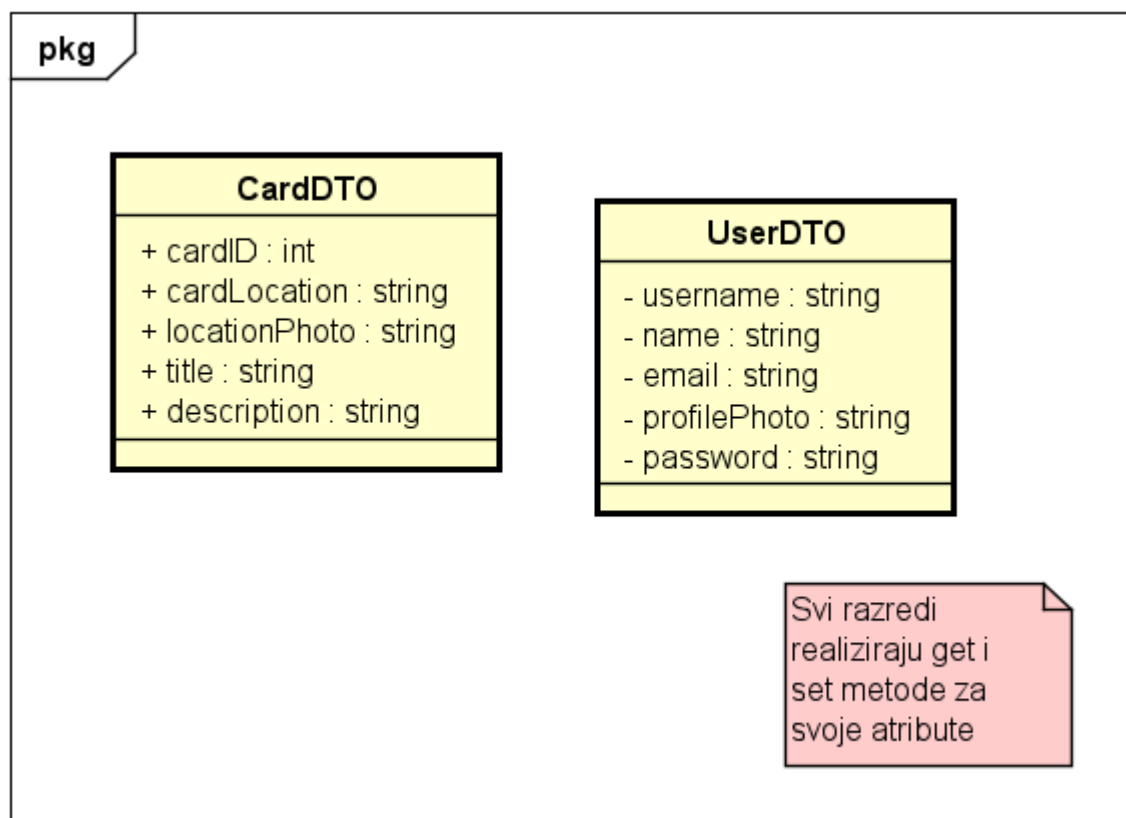 pkg
CardDTO
+ cardID : int
+ cardLocation : string
+ locationPhoto : string
+ title : string
+ description : string
UserDTO
- username : string
- name : string
- email : string
- profilePhoto : string
- password : string
Svi razredi
realiziraju get i
set metode za
svoje atribute